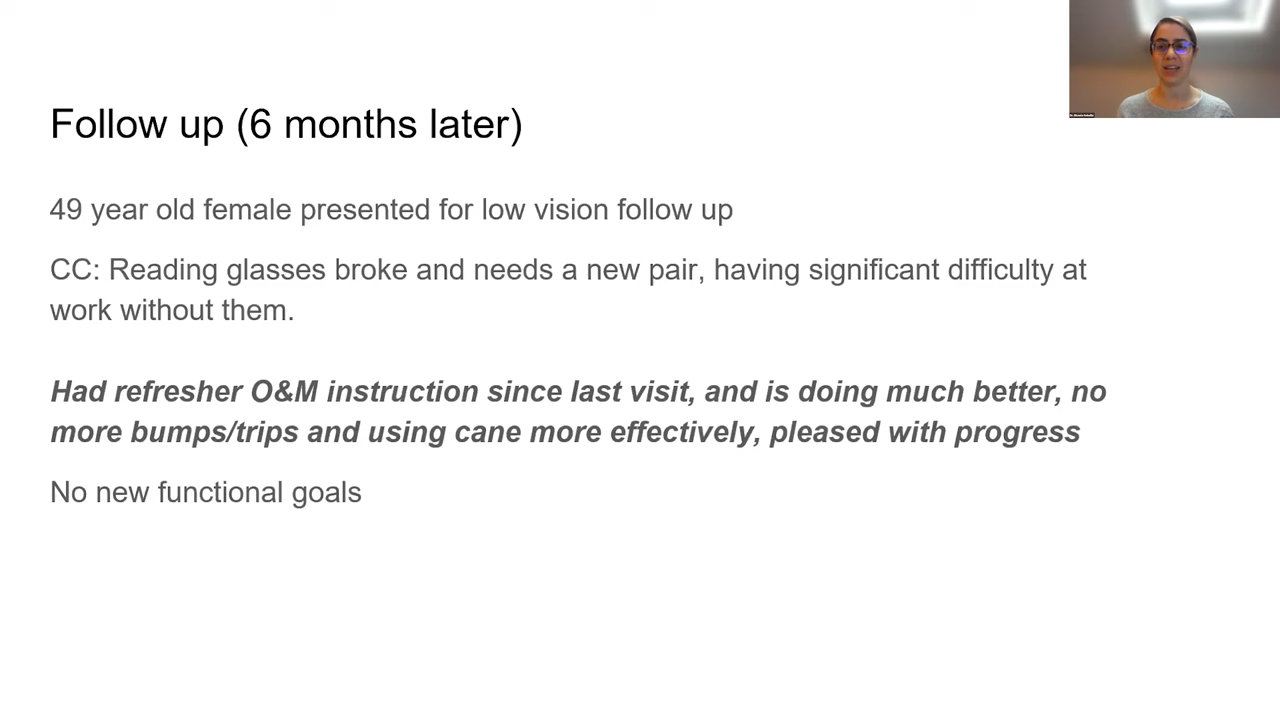 Follow up (6 months later)
49 year old female presented for low vision follow up
CC: Reading glasses broke and needs a new pair, having significant difficulty at
work without them.
Had refresher O&M instruction since last visit, and is doing much better, no
more bumps/trips and using cane more effectively, pleased with progress
No new functional goals